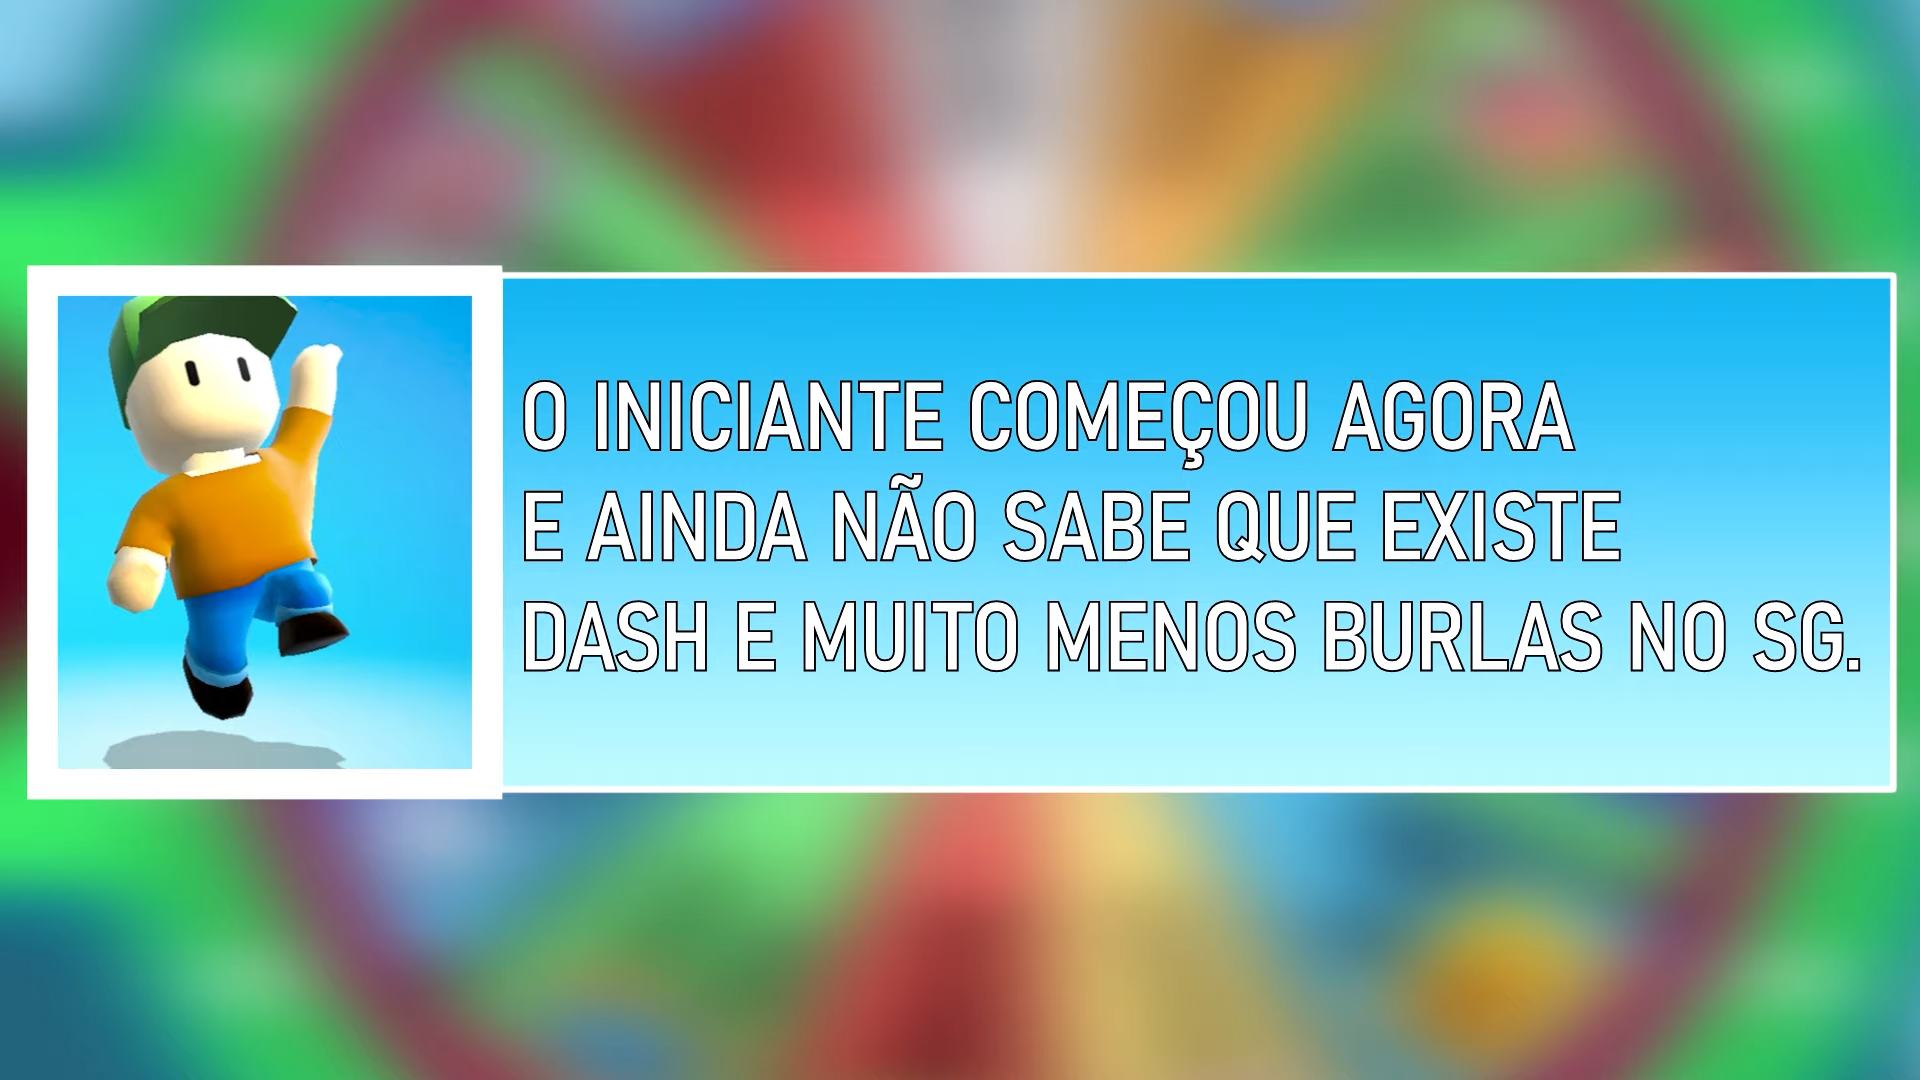 O INICIANTE COMEÇOU AGORA
E AINDA NÃO SABE QUE EXISTE
DASH E MUITO MENOS BURLAS NO SG.